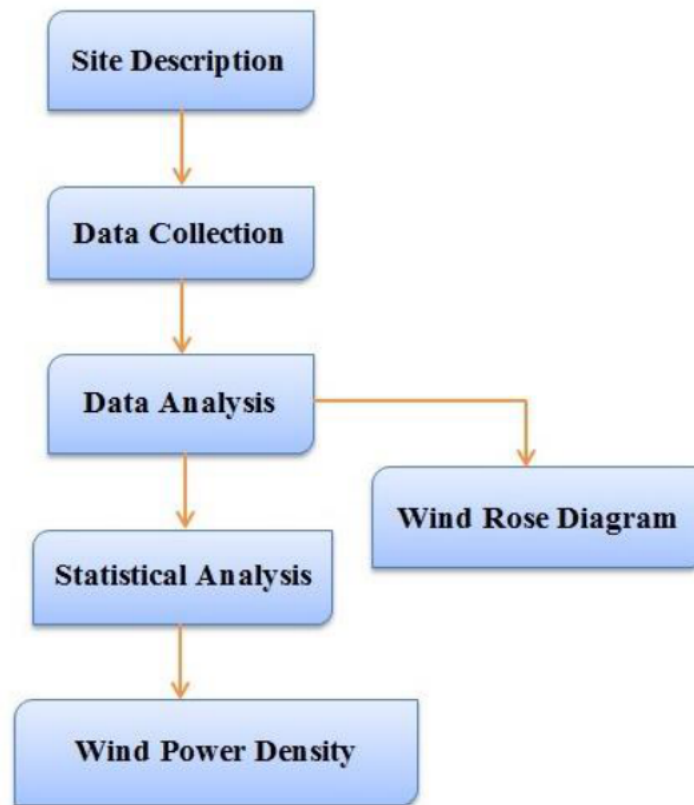 Site Description
Data Collection
Data Analysis
Wind Rose Diagram
Statistical Analysis
Wind Power Density